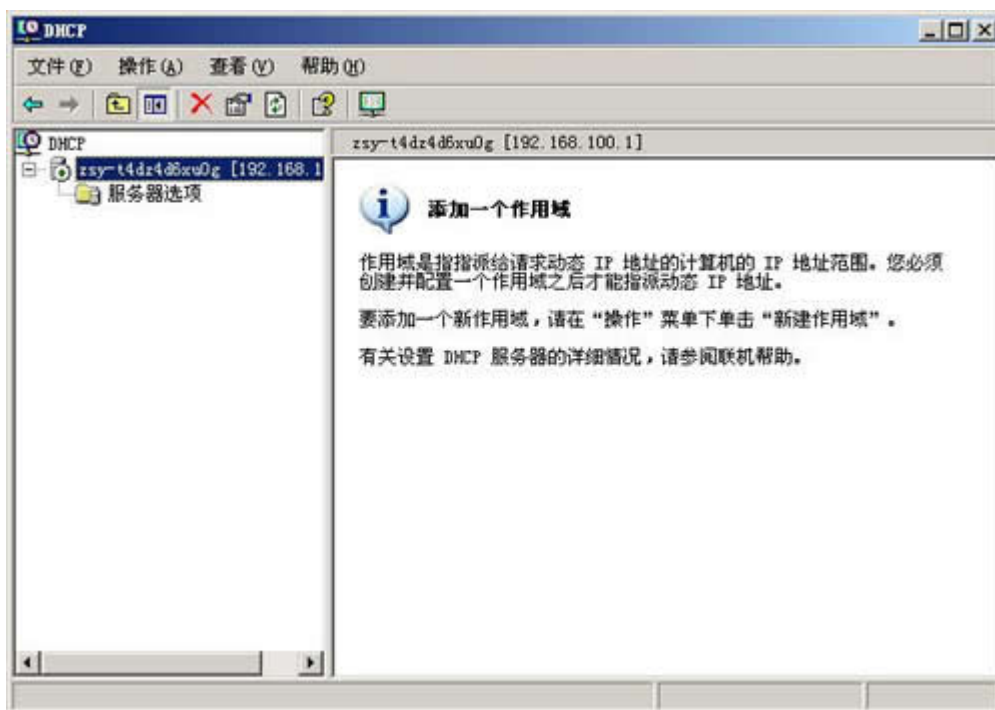 DHCP
文件(F) 操作(A) 查看(V) 帮助(H)
DHCP
zsy-t4dz4d6xu0g [192.168.1
服务器选项
zsy-t4dz4d6xu0g [192.168.100.1]
添加一个作用域
作用域是指指派给请求动态 IP 地址的计算机的 IP 地址范围。您必须
创建并配置一个作用域之后才能指派动态 IP 地址。
要添加一个新作用域，请在“操作”菜单下单击“新建作用域”。
有关设置 DHCP 服务器的详细情况，请参阅联机帮助。